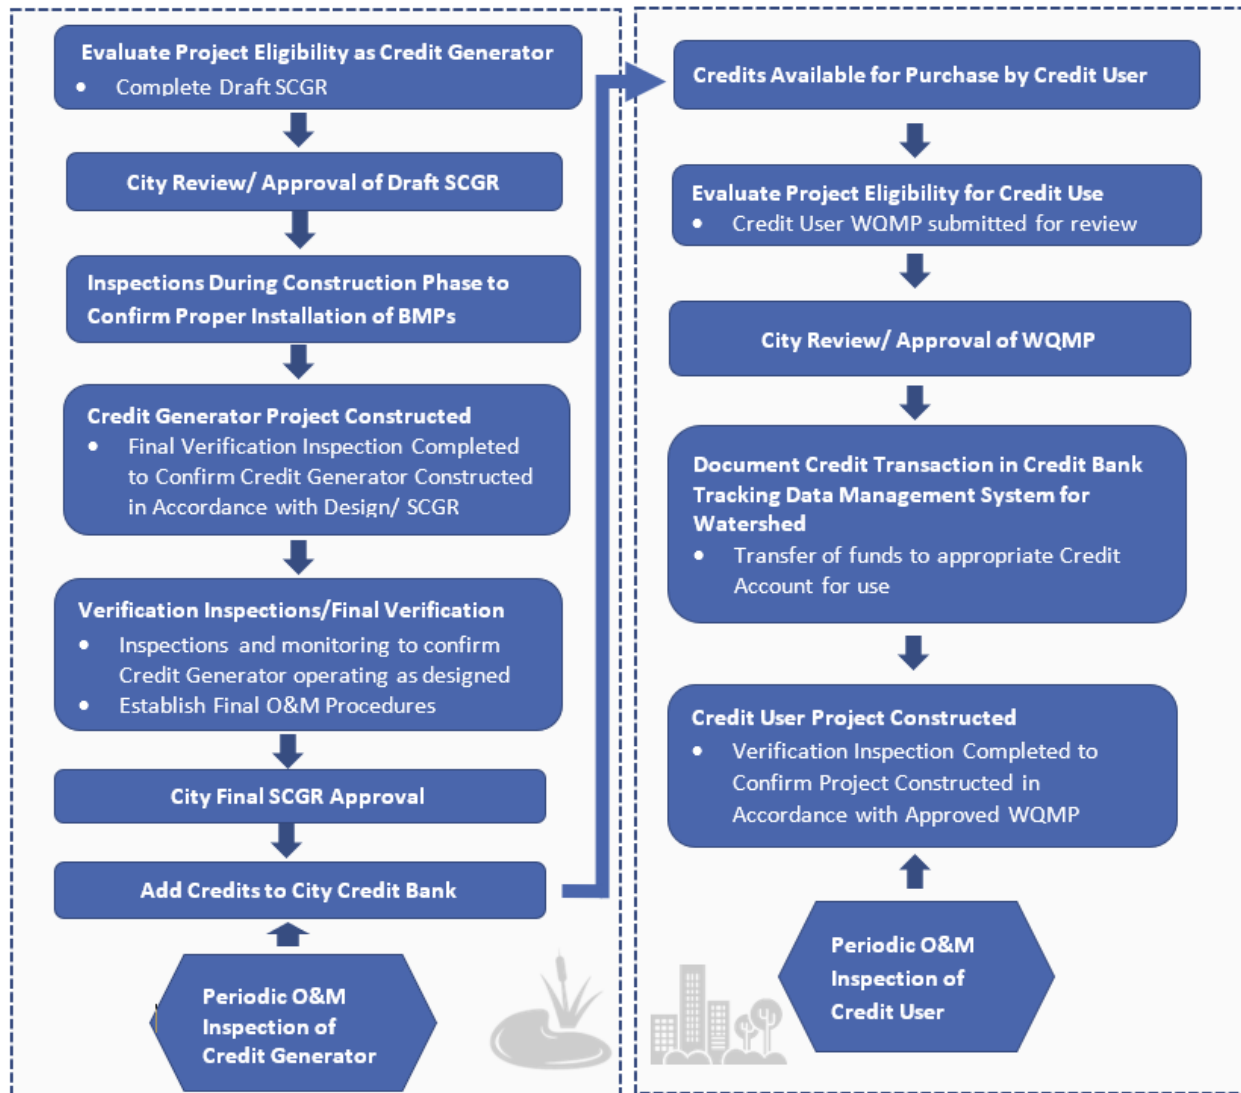 Evaluate Project Eligibility as Credit Generator
• Complete Draft SCGR
City Review/ Approval of Draft SCGR
Inspections During Construction Phase to
Confirm Proper Installation of BMPs
Credit Generator Project Constructed
• Final Verification Inspection Completed
to Confirm Credit Generator Constructed
in Accordance with Design/ SCGR
Verification Inspections/Final Verification
• Inspections and monitoring to confirm
Credit Generator operating as designed
• Establish Final O&M Procedures
City Final SCGR Approval
Add Credits to City Credit Bank
Periodic O&M
Inspection of
Credit Generator
Credits Available for Purchase by Credit User
Evaluate Project Eligibility for Credit Use
• Credit User WQMP submitted for review
City Review/ Approval of WQMP
Document Credit Transaction in Credit Bank
Tracking Data Management System for
Watershed
• Transfer of funds to appropriate Credit
Account for use
Credit User Project Constructed
• Verification Inspection Completed to
Confirm Project Constructed in
Accordance with Approved WQMP
Periodic O&M
Inspection of
Credit User